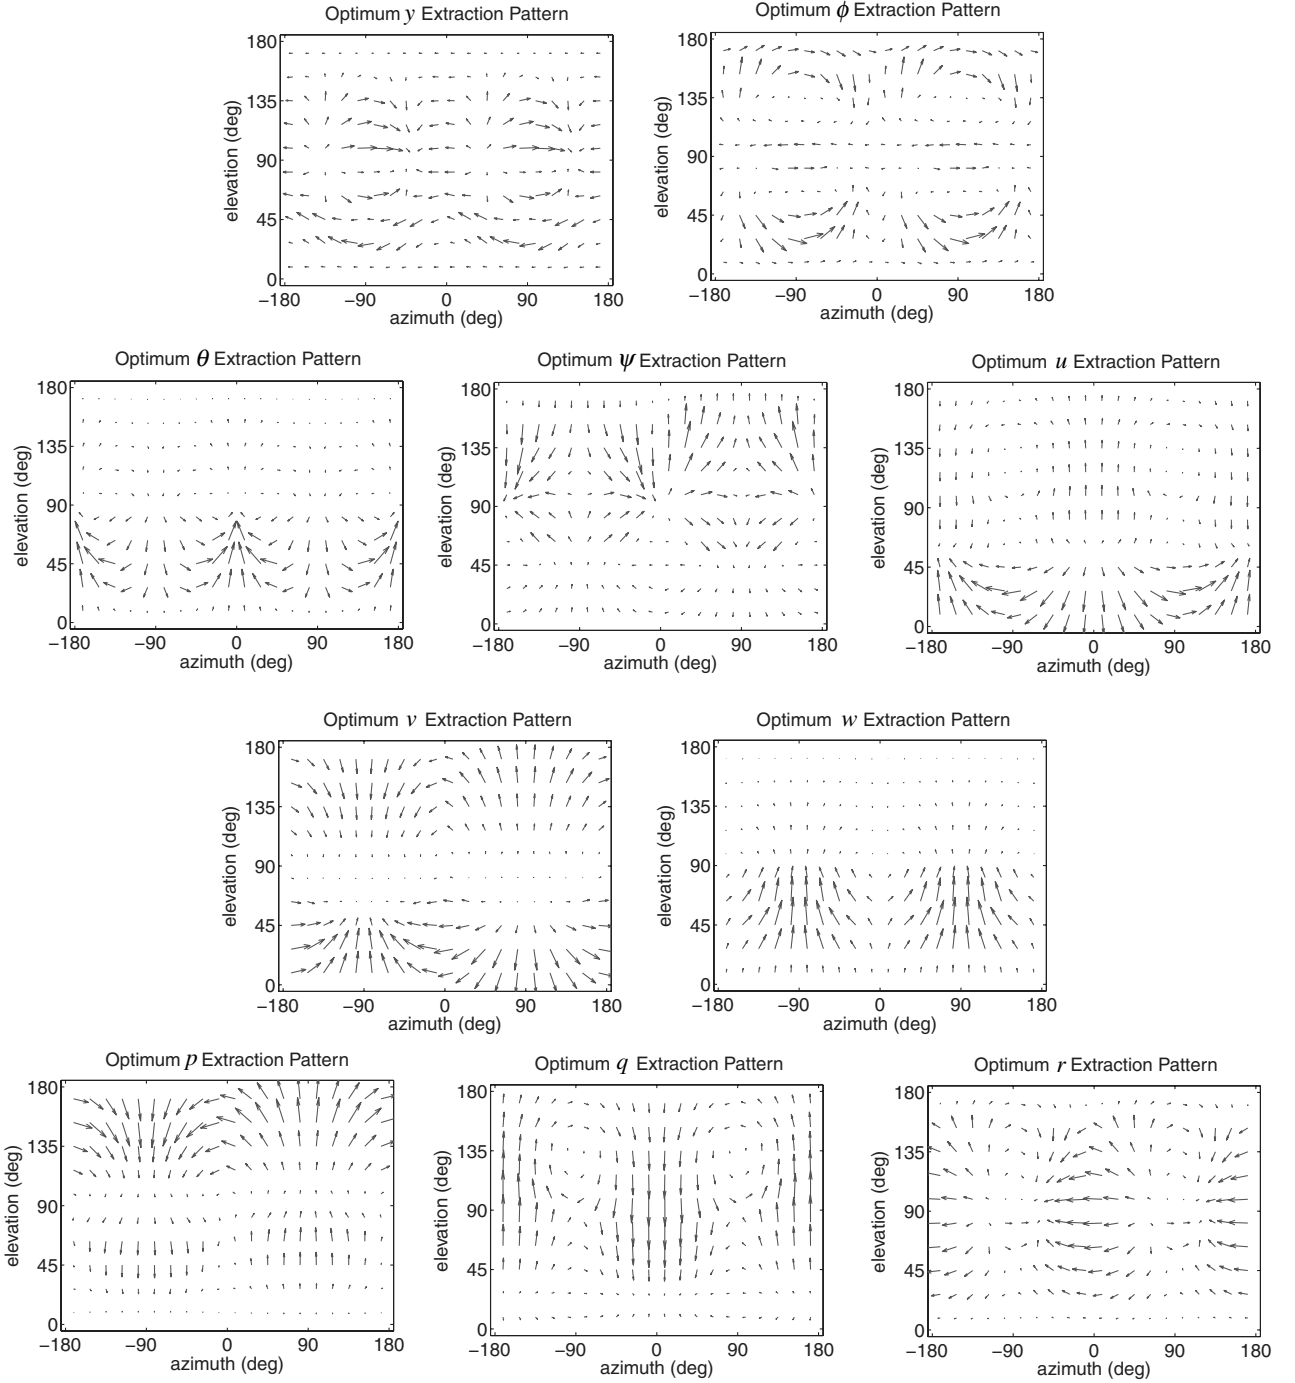 Optimum y Extraction Pattern
180
135
90
45
0
elevation (deg)
−180 −90 0 90 180
azimuth (deg)
Optimum ϕ Extraction Pattern
180
135
90
45
0
elevation (deg)
−180 −90 0 90 180
azimuth (deg)
Optimum θ Extraction Pattern
180
135
90
45
0
elevation (deg)
−180 −90 0 90 180
azimuth (deg)
Optimum ψ Extraction Pattern
180
135
90
45
0
elevation (deg)
−180 −90 0 90 180
azimuth (deg)
Optimum u Extraction Pattern
180
135
90
45
0
elevation (deg)
−180 −90 0 90 180
azimuth (deg)
Optimum v Extraction Pattern
180
135
90
45
0
elevation (deg)
−180 −90 0 90 180
azimuth (deg)
Optimum w Extraction Pattern
180
135
90
45
0
elevation (deg)
−180 −90 0 90 180
azimuth (deg)
Optimum p Extraction Pattern
180
135
90
45
0
elevation (deg)
−180 −90 0 90 180
azimuth (deg)
Optimum q Extraction Pattern
180
135
90
45
0
elevation (deg)
−180 −90 0 90 180
azimuth (deg)
Optimum r Extraction Pattern
180
135
90
45
0
elevation (deg)
−180 −90 0 90 180
azimuth (deg)